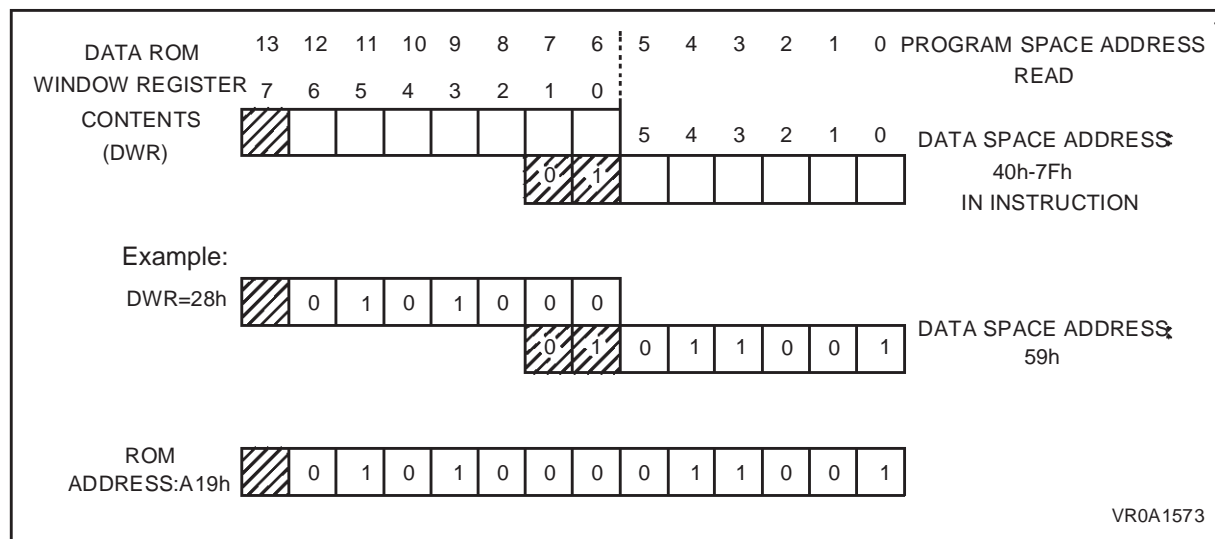 13 12 11 10 9 8 7 6 5 4 3 2 1 0 PROGRAM SPACE ADDRESS
READ
DATA ROM
WINDOW REGISTER 7 6 5 4 3 2 1 0
CONTENTS
(DWR)
5 4 3 2 1 0 DATA SPACE ADDRESS:
0 1 40h-7Fh
IN INSTRUCTION
Example:
DWR=28h 0 1 0 1 0 0 0
0 1 0 1 1 0 0 1 DATA SPACE ADDRESS:
59h
ROM
ADDRESS:A19h 0 1 0 1 0 0 0 0 1 1 0 0 1
VR0A1573